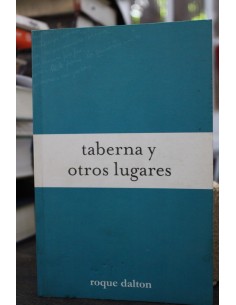 taberna y
otros lugares
roque dalton